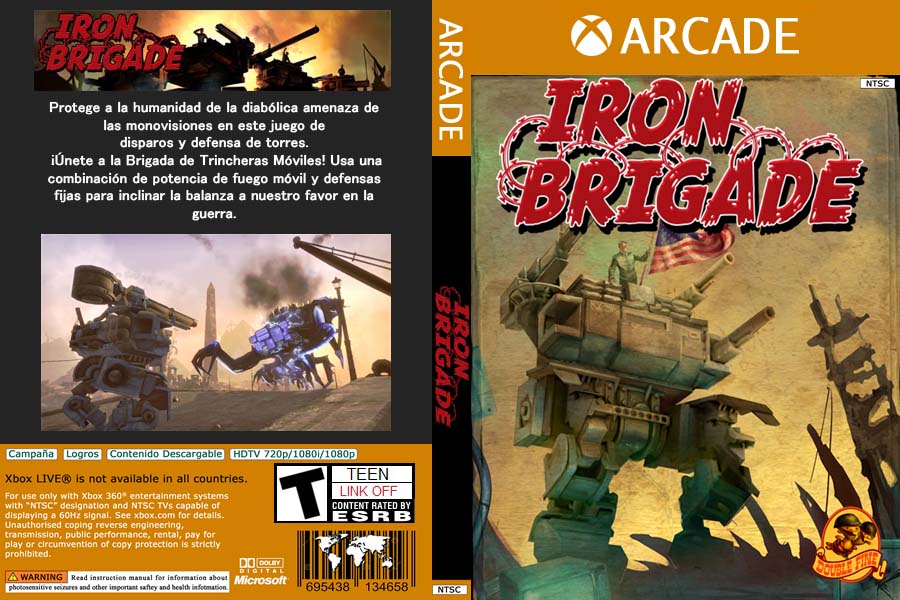 IRON
BRIGADE
Protege a la humanidad de la diabólica amenaza de
las monovisiones en este juego de
disparos y defensa de torres.
¡Únete a la Brigada de Trincheras Móviles! Usa una
combinación de potencia de fuego móvil y defensas
fijas para inclinar la balanza a nuestro favor en la
guerra.
Campaña Logros Contenido Descargable HDTV 720p/1080i/1080p
Xbox LIVE® is not available in all countries.
For use only with Xbox 360® entertainment systems
with "NTSC" designation and NTSC TVs capable of
displaying a 60Hz signal. See xbox.com for details.
Unauthorised coping reverse engineering,
transmission, public performance, rental, pay for
play or circumvention of copy protection is strictly
prohibited.
WARNING Read instruction manual for information about
photosensitive seizures and other important saftey and health infotmation.
TEEN
T
LINK OFF
CONTENT RATED BY
ESRB
DOLBY
DIGITAL
Microsoft
695438 134658
ARCADE
IRON
BRIGADE
NTSC
ARCADE
NTSC
IRON
BRIGADE
DOUBLE FINE